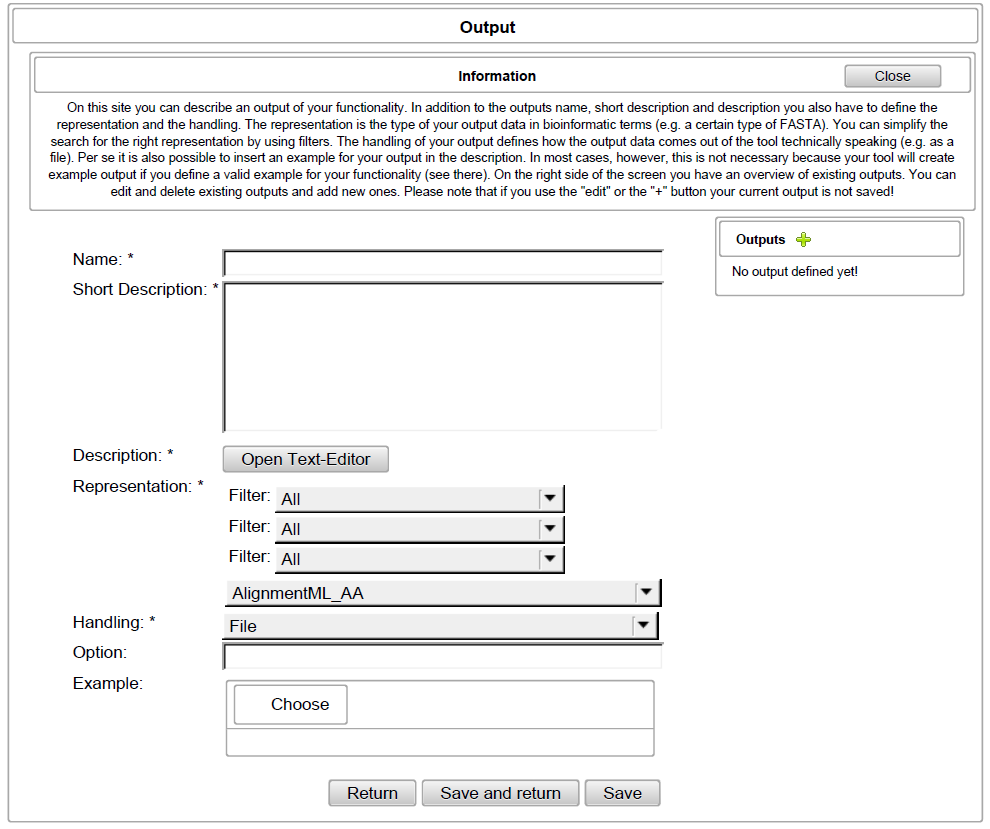 Output
Information
Close
On this site you can describe an output of your functionality. In addition to the outputs name, short description and description you also have to define the
representation and the handling. The representation is the type of your output data in bioinformatic terms (e.g. a certain type of FASTA). You can simplify the
search for the right representation by using filters. The handling of your output defines how the output data comes out of the tool technically speaking (e.g. as a
file). Per se it is also possible to insert an example for your output in the description. In most cases, however, this is not necessary because your tool will create
example output if you define a valid example for your functionality (see there). On the right side of the screen you have an overview of existing outputs. You can
edit and delete existing outputs and add new ones. Please note that if you use the "edit" or the "+" button your current output is not saved!
Outputs
No output defined yet!
Name: *
Short Description: *
Description: *
Open Text-Editor
Representation: *
Filter: All
Filter: All
Filter: All
AlignmentML_AA
Handling: *
File
Option:
Example:
Choose
Return
Save and return
Save